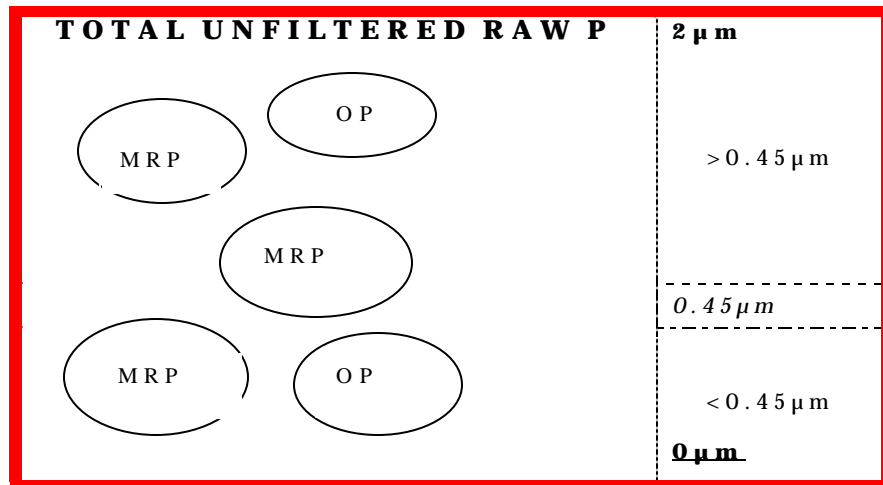 TOTAL UNFILTERED RAW P
2µm
OP
MRP
>0.45µm
MRP
0.45µm
MRP
OP
<0.45µm
0µm